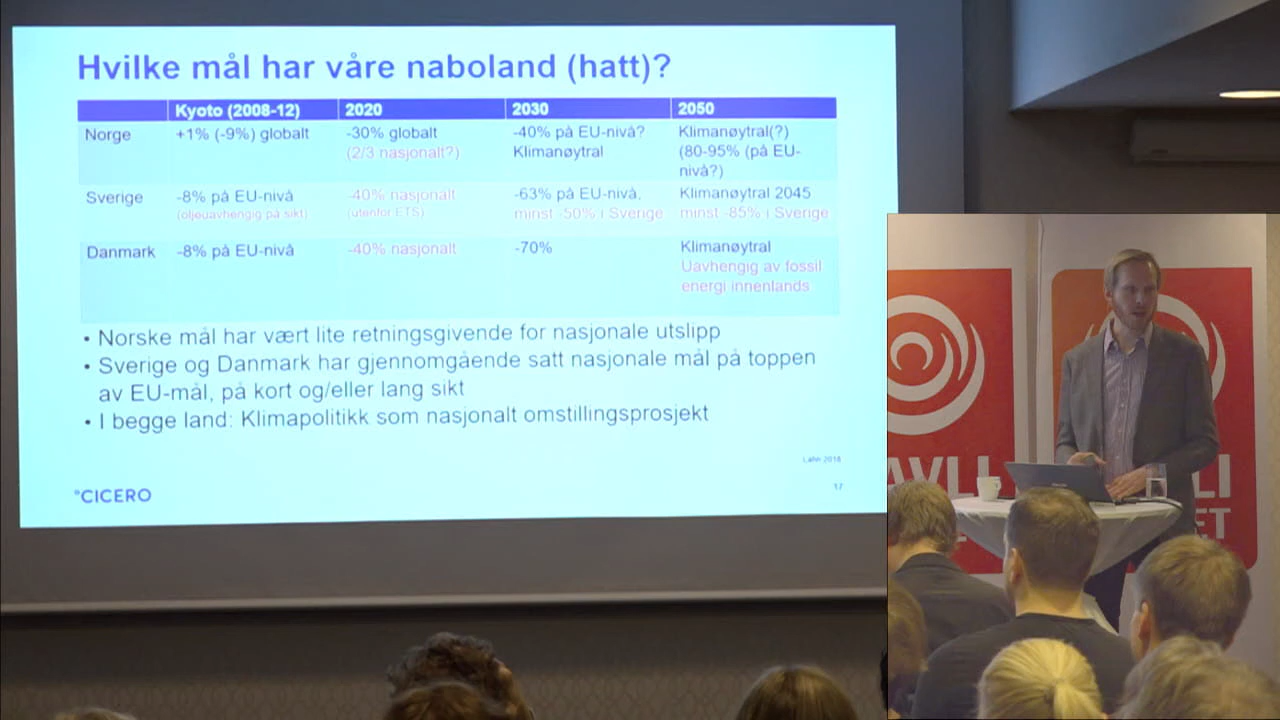 Hvilke mål har våre naboland (hatt)?
Kyoto (2008-12) 2020 2030 2050
Norge +1% (-9%) globalt -30% globalt -40% på EU-nivå? Klimanøytral(?)
(2/3 nasjonalt?) Klimanøytral (80-95% (på EU-
nivå?)
Sverige -8% på EU-nivå -40% nasjonalt -63% på EU-nivå, Klimanøytral 2045
(oljeuavhengig på sikt) (utenfor ETS) minst -50% i Sverige minst -85% i Sverige
Danmark -8% på EU-nivå -40% nasjonalt -70% Klimanøytral
Uavhengig av fossil
energi innenlands
• Norske mål har vært lite retningsgivende for nasjonale utslipp
• Sverige og Danmark har gjennomgående satt nasjonale mål på toppen
av EU-mål, på kort og/eller lang sikt
• I begge land: Klimapolitikk som nasjonalt omstillingsprosjekt
Lahn 2018
17
°CICERO